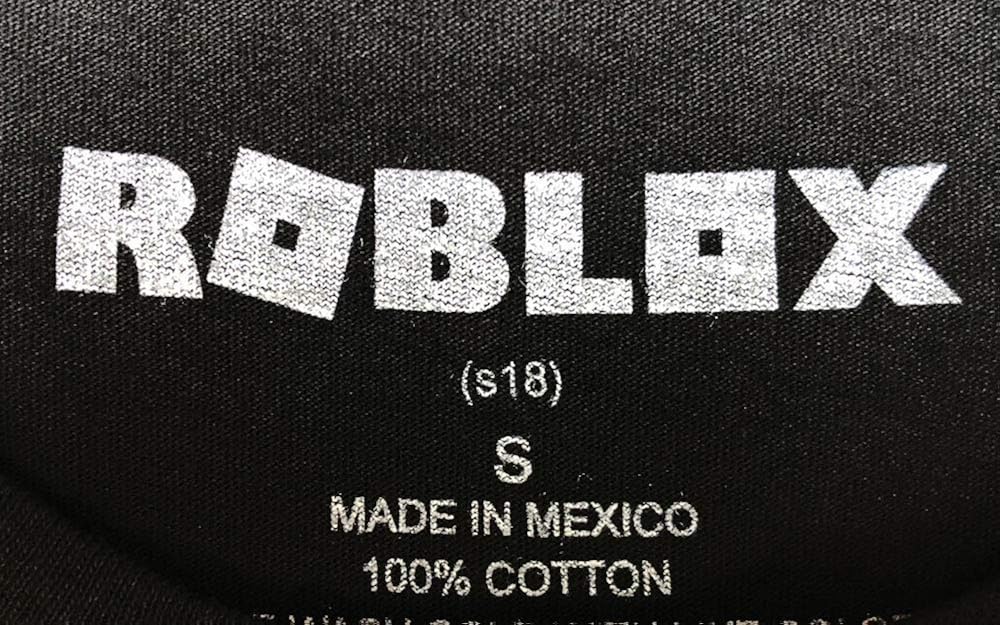 ROBLOX
(s18)
S
MADE IN MEXICO
100% COTTON